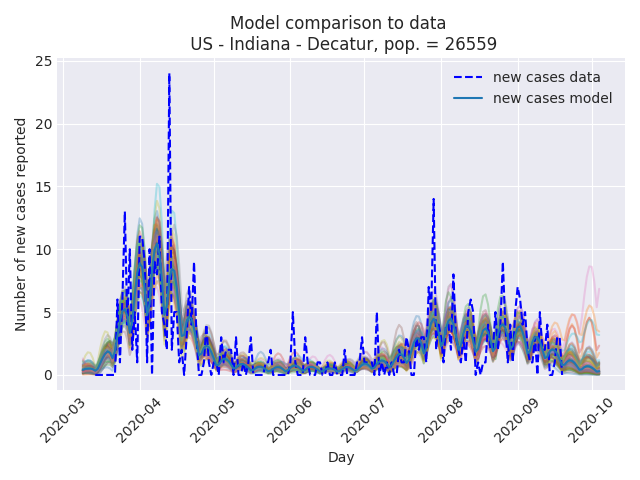 Model comparison to data
US - Indiana - Decatur, pop. = 26559
25
20
15
10
5
0
Number of new cases reported
new cases data
new cases model
2020-03
2020-04
2020-05
2020-06
2020-07
2020-08
2020-09
2020-10
Day